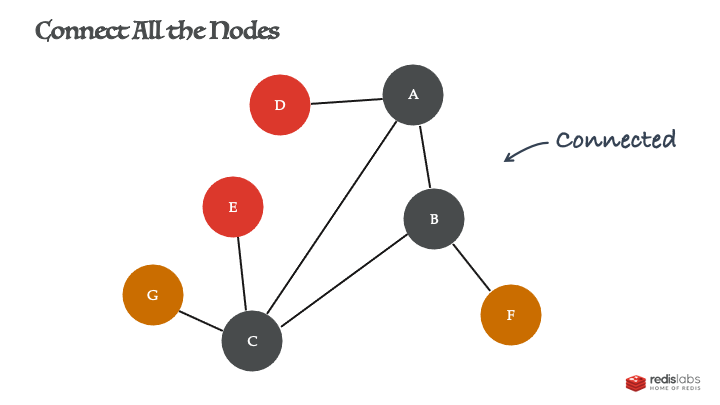 Connect All the Nodes
D
A
Connected
E
B
G
F
C
redislabs
HOME OF REDIS